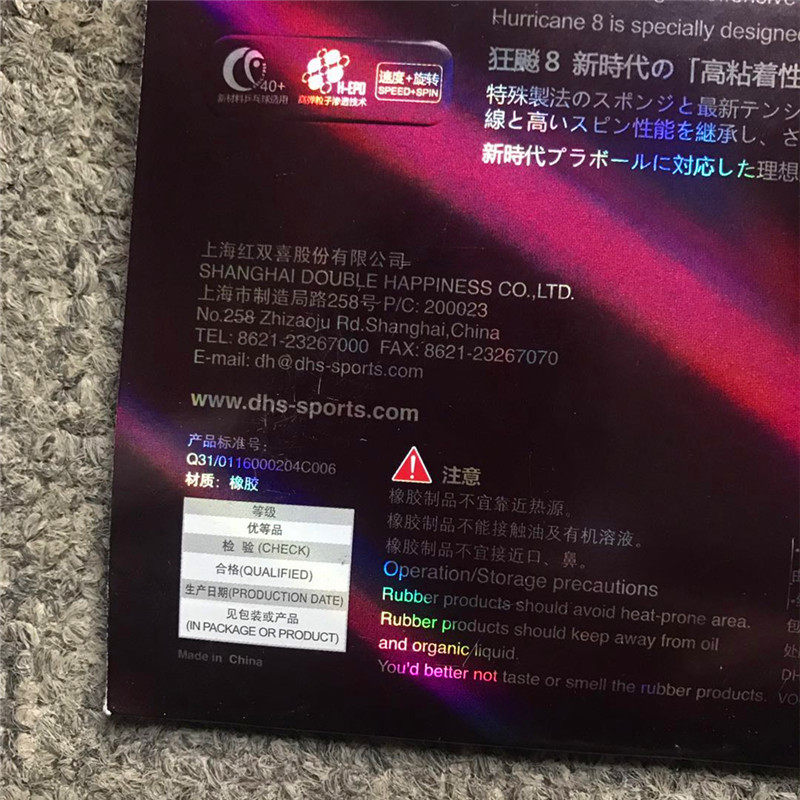 Hurricane 8 is specially designe
狂飚 8 新時代の「高粘着性
特殊製法のスポンジと最新テンシ
線と高いスピン性能を継承し、さ
新時代プラボールに対応した理想
40+
新材料乒乓球适用
H-EPO
高弹粒子渗透技术
速度+旋转
SPEED+SPIN
上海红双喜股份有限公司
SHANGHAI DOUBLE HAPPINESS CO.,LTD.
上海市制造局路258号 P/C: 200023
No.258 Zhizaoju Rd.Shanghai,China
TEL: 8621-23267000 FAX: 8621-23267070
E-mail: dh@dhs-sports.com
www.dhs-sports.com
产品标准号:
Q31/0116000204C006
材质: 橡胶
等级
优等品
检 验 (CHECK)
合格(QUALIFIED)
生产日期(PRODUCTION DATE)
见包装或产品
(IN PACKAGE OR PRODUCT)
Made in China
注意
橡胶制品不宜靠近热源。
橡胶制品不能接触油及有机溶液。
橡胶制品不宜接近口、鼻。
Operation/Storage precautions
Rubber products should avoid heat-prone area.
Rubber products should keep away from oil
and organic liquid.
You'd better not taste or smell the rubber products.
包
处
DH
VO